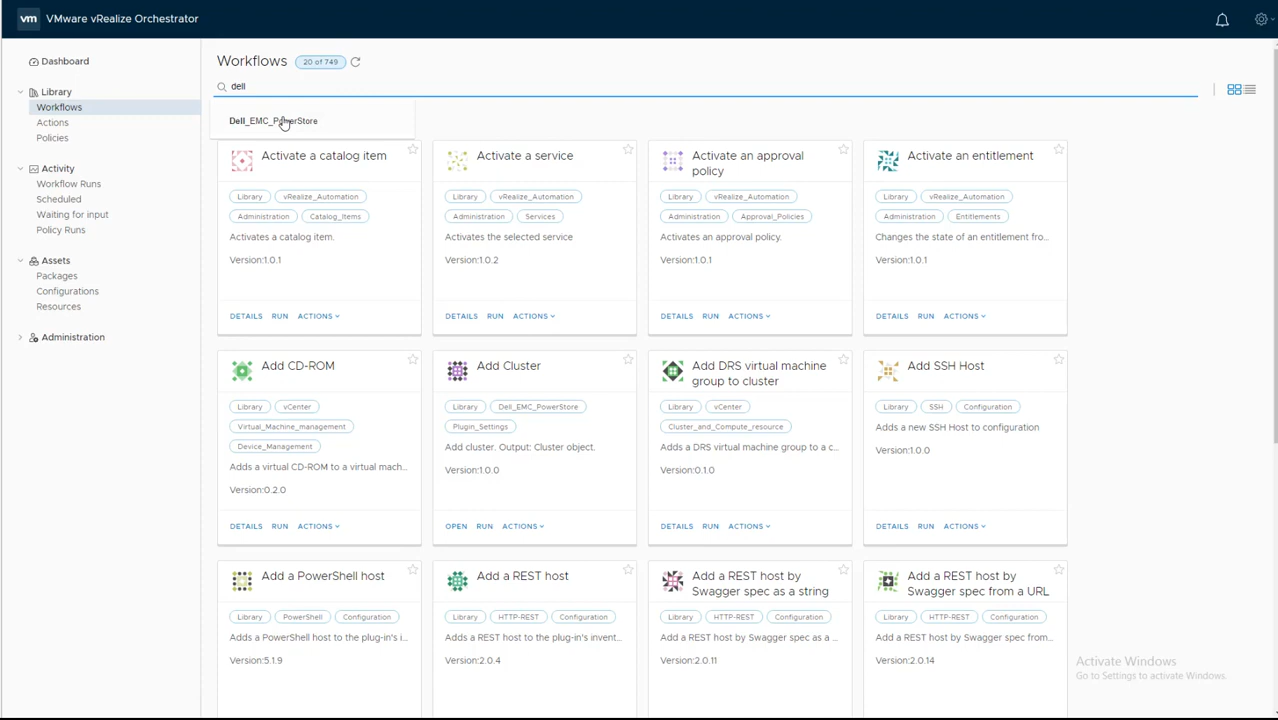 vm VMware vRealize Orchestrator
Dashboard
Library
Workflows
Actions
Policies
Activity
Workflow Runs
Scheduled
Waiting for input
Policy Runs
Assets
Packages
Configurations
Resources
Administration
Workflows 20 of 749
dell
Dell_EMC_PowerStore
Activate a catalog item
Library vRealize_Automation
Administration Catalog_Items
Activates a catalog item.
Version:1.0.1
DETAILS RUN ACTIONS
Activate a service
Library vRealize_Automation
Administration Services
Activates the selected service
Version:1.0.2
DETAILS RUN ACTIONS
Activate an approval
policy
Library vRealize_Automation
Administration Approval_Policies
Activates an approval policy.
Version:1.0.1
DETAILS RUN ACTIONS
Activate an entitlement
Library vRealize_Automation
Administration Entitlements
Changes the state of an entitlement fro...
Version:1.0.1
DETAILS RUN ACTIONS
Add CD-ROM
Library vCenter
Virtual_Machine_management
Device_Management
Adds a virtual CD-ROM to a virtual mach...
Version:0.2.0
DETAILS RUN ACTIONS
Add Cluster
Library Dell_EMC_PowerStore
Plugin_Settings
Add cluster. Output: Cluster object.
Version:1.0.0
OPEN RUN ACTIONS
Add DRS virtual machine
group to cluster
Library vCenter
Cluster_and_Compute_resource
Adds a DRS virtual machine group to a c...
Version:0.1.0
DETAILS RUN ACTIONS
Add SSH Host
Library SSH Configuration
Adds a new SSH Host to configuration
Version:1.0.0
DETAILS RUN ACTIONS
Add a PowerShell host
Library PowerShell Configuration
Adds a PowerShell host to the plug-in's i...
Version:5.1.9
Add a REST host
Library HTTP-REST Configuration
Adds a REST host to the plug-in's invent...
Version:2.0.4
Add a REST host by
Swagger spec as a string
Library HTTP-REST Configuration
Add a REST host by Swagger spec as a ...
Version:2.0.11
Add a REST host by
Swagger spec from a URL
Library HTTP-REST Configuration
Add a REST host by Swagger spec from...
Version:2.0.14
Activate Windows
Go to Settings to activate Windows.